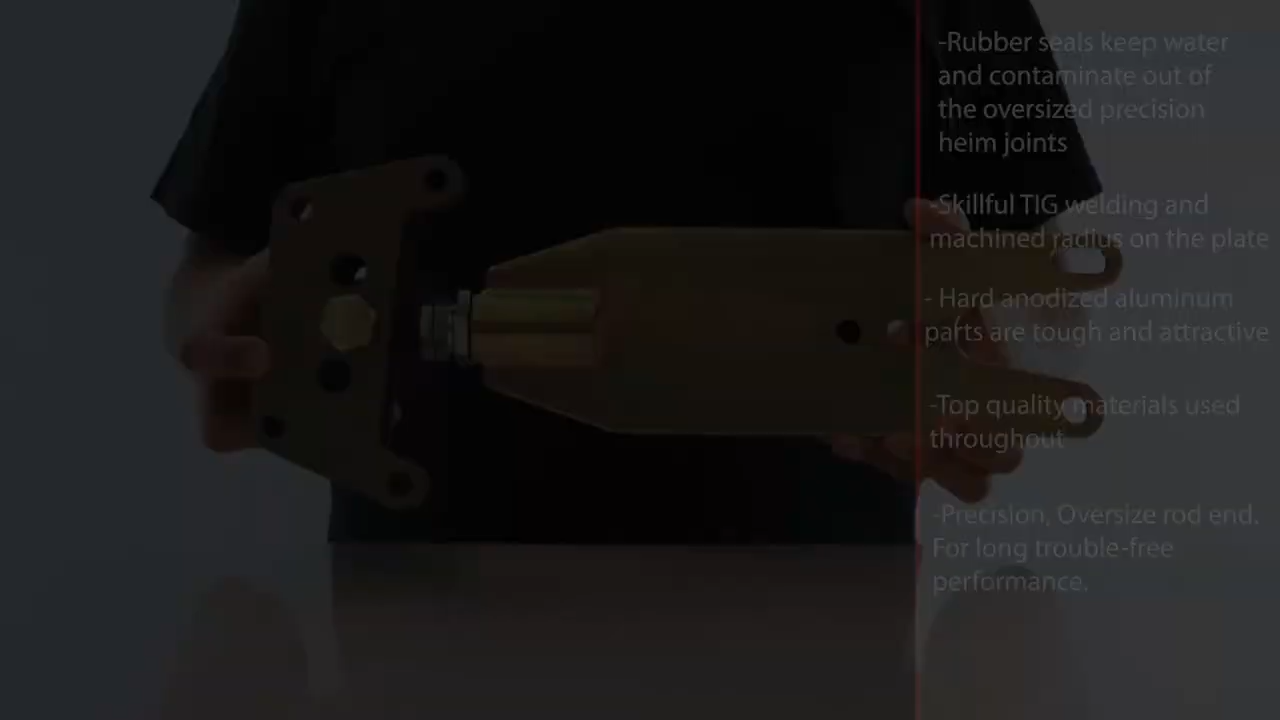 -Rubber seals keep water
and contaminate out of
the oversized precision
heim joints
-Skillful TIG welding and
machined radius on the plate
- Hard anodized aluminum
parts are tough and attractive
-Top quality materials used
throughout
-Precision, Oversize rod end.
For long trouble-free
performance.